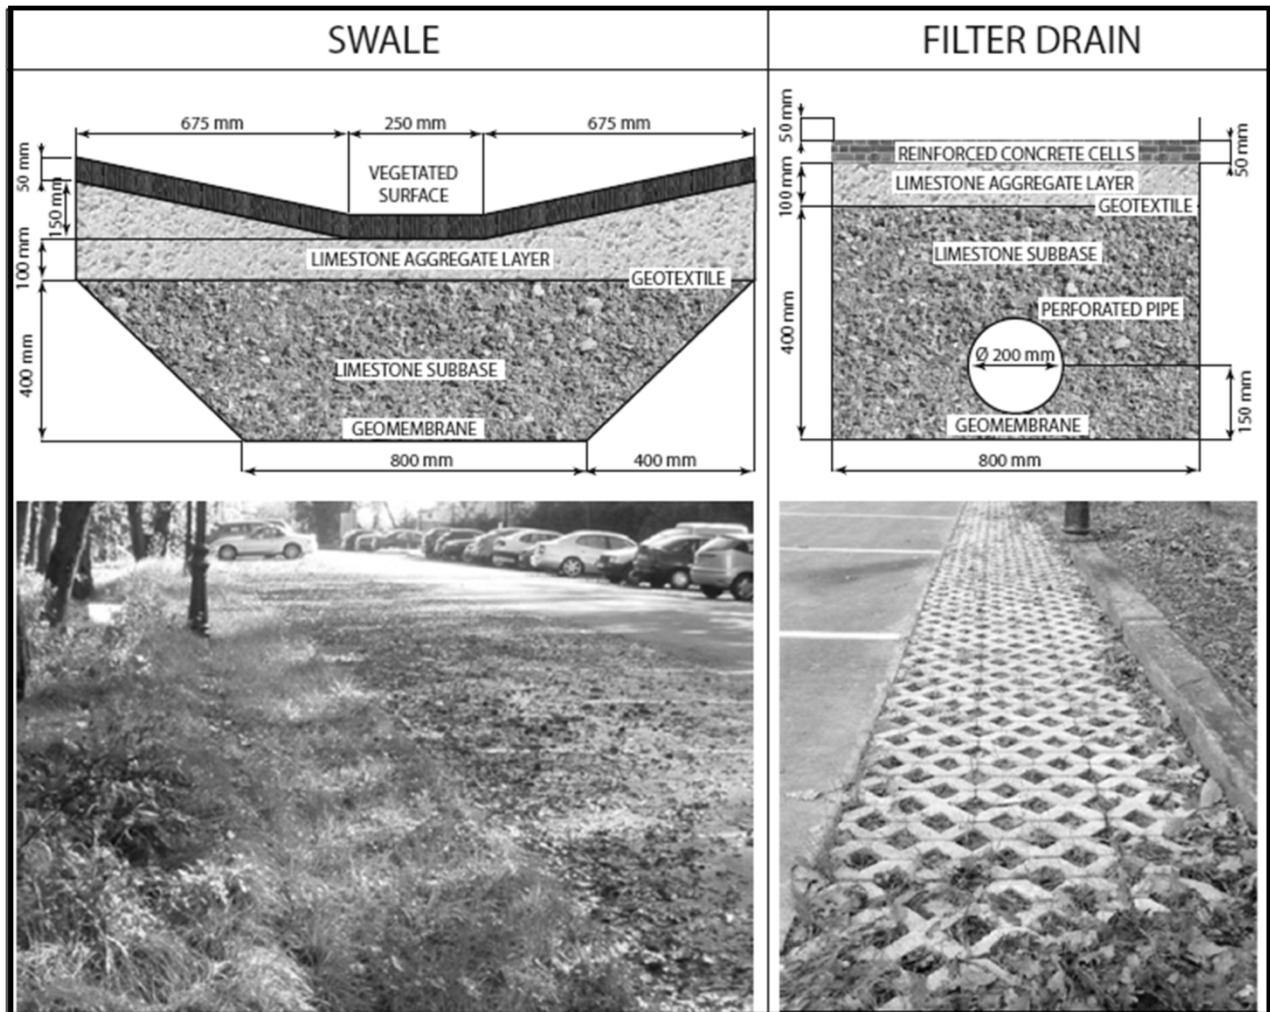 SWALE
FILTER DRAIN
675 mm
250 mm
675 mm
50 mm
150 mm
100 mm
400 mm
VEGETATED
SURFACE
LIMESTONE AGGREGATE LAYER
GEOTEXTILE
LIMESTONE SUBBASE
GEOMEMBRANE
800 mm
400 mm
50 mm
100 mm
400 mm
REINFORCED CONCRETE CELLS
50 mm
LIMESTONE AGGREGATE LAYER
GEOTEXTILE
LIMESTONE SUBBASE
PERFORATED PIPE
Ø 200 mm
150 mm
GEOMEMBRANE
800 mm